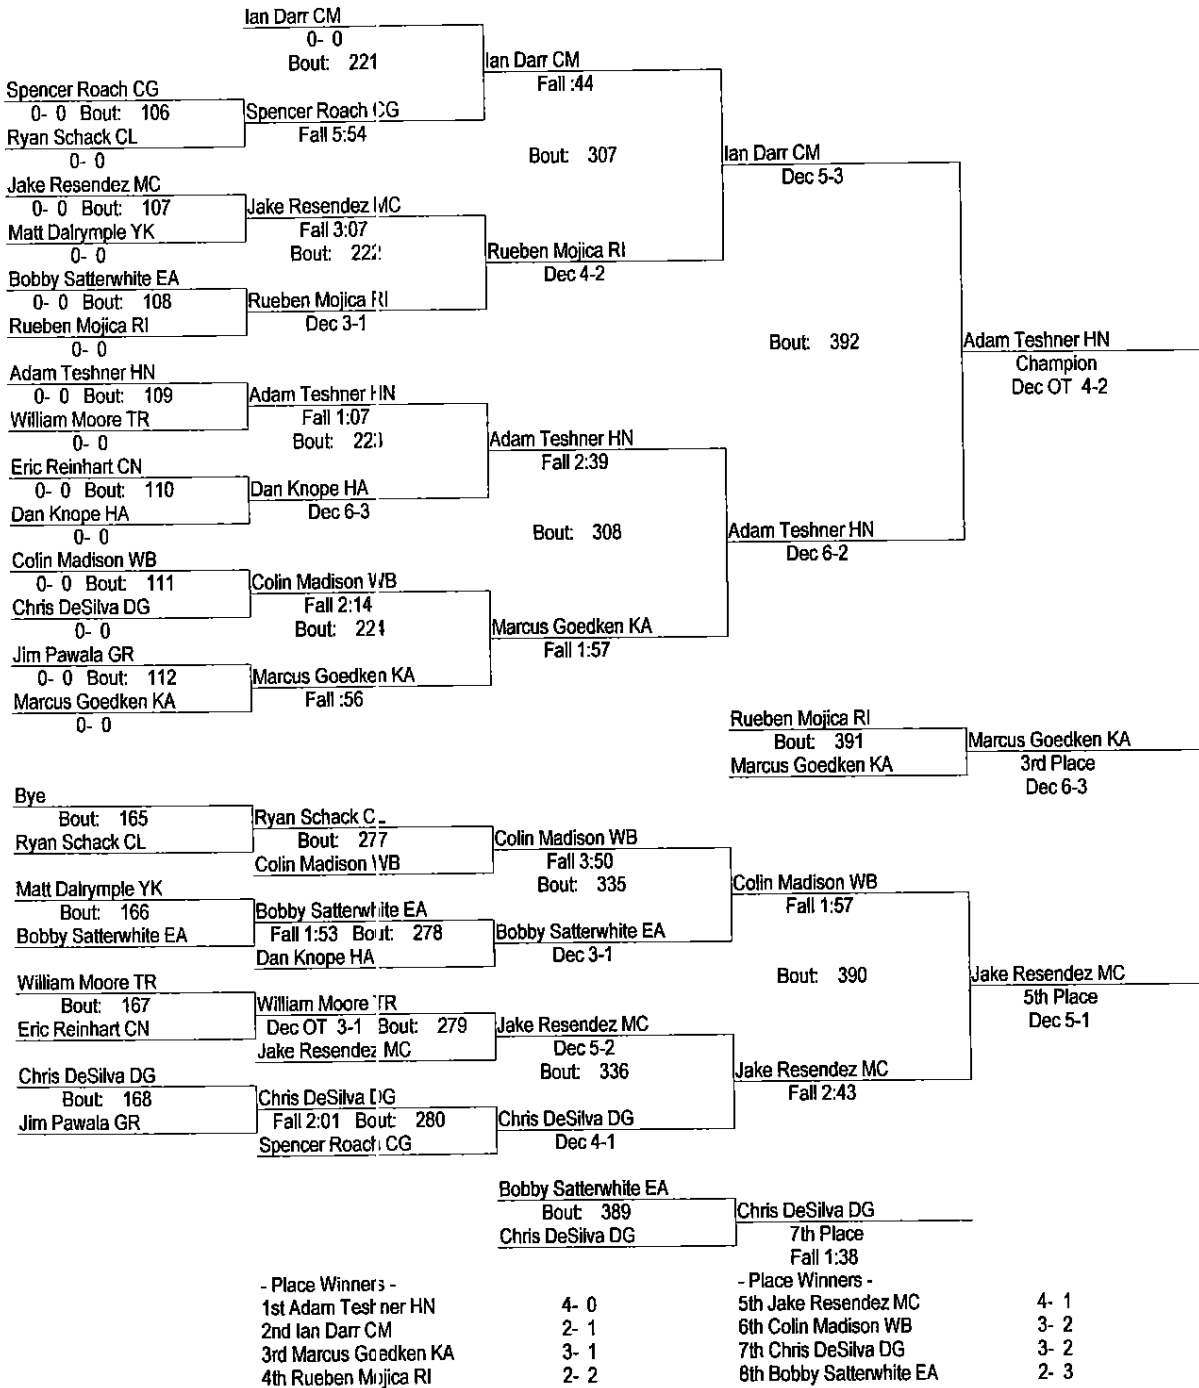 Ian Darr CM
0- 0
Bout: 221
Ian Darr CM
Fall :44
Spencer Roach CG
0- 0 Bout: 106
Spencer Roach CG
Ryan Schack CL
Fall 5:54
0- 0
Bout: 307
Ian Darr CM
Dec 5-3
Jake Resendez MC
0- 0 Bout: 107
Jake Resendez MC
Matt Dalrymple YK
Fall 3:07
0- 0
Bout: 222
Rueben Mojica RI
Dec 4-2
Bobby Satterwhite EA
0- 0 Bout: 108
Rueben Mojica RI
Rueben Mojica RI
Dec 3-1
0- 0
Bout: 392
Adam Teshner HN
Champion
Dec OT 4-2
Adam Teshner HN
0- 0 Bout: 109
Adam Teshner HN
William Moore TR
Fall 1:07
0- 0
Bout: 223
Adam Teshner HN
Fall 2:39
Eric Reinhart CN
0- 0 Bout: 110
Dan Knope HA
Dan Knope HA
Dec 6-3
0- 0
Bout: 308
Adam Teshner HN
Dec 6-2
Colin Madison WB
0- 0 Bout: 111
Colin Madison WB
Chris DeSilva DG
Fall 2:14
0- 0
Bout: 224
Marcus Goedken KA
Fall 1:57
Jim Pawala GR
0- 0 Bout: 112
Marcus Goedken KA
Marcus Goedken KA
Fall :56
0- 0
Rueben Mojica RI
Bout: 391
Marcus Goedken KA
Marcus Goedken KA
3rd Place
Dec 6-3
Bye
Bout: 165
Ryan Schack CL
Ryan Schack CL
Bout: 277
Colin Madison WB
Colin Madison WB
Fall 3:50
Bout: 335
Colin Madison WB
Fall 1:57
Matt Dalrymple YK
Bout: 166
Bobby Satterwhite EA
Bobby Satterwhite EA
Fall 1:53 Bout: 278
Dan Knope HA
Bobby Satterwhite EA
Dec 3-1
Bout: 390
Jake Resendez MC
5th Place
Dec 5-1
William Moore TR
Bout: 167
Eric Reinhart CN
William Moore TR
Dec OT 3-1 Bout: 279
Jake Resendez MC
Jake Resendez MC
Dec 5-2
Bout: 336
Jake Resendez MC
Fall 2:43
Chris DeSilva DG
Bout: 168
Jim Pawala GR
Chris DeSilva DG
Fall 2:01 Bout: 280
Spencer Roach CG
Chris DeSilva DG
Dec 4-1
Bobby Satterwhite EA
Bout: 389
Chris DeSilva DG
Chris DeSilva DG
7th Place
Fall 1:38
- Place Winners -
1st Adam Teshner HN 4- 0
2nd Ian Darr CM 2- 1
3rd Marcus Goedken KA 3- 1
4th Rueben Mojica RI 2- 2
- Place Winners -
5th Jake Resendez MC 4- 1
6th Colin Madison WB 3- 2
7th Chris DeSilva DG 3- 2
8th Bobby Satterwhite EA 2- 3